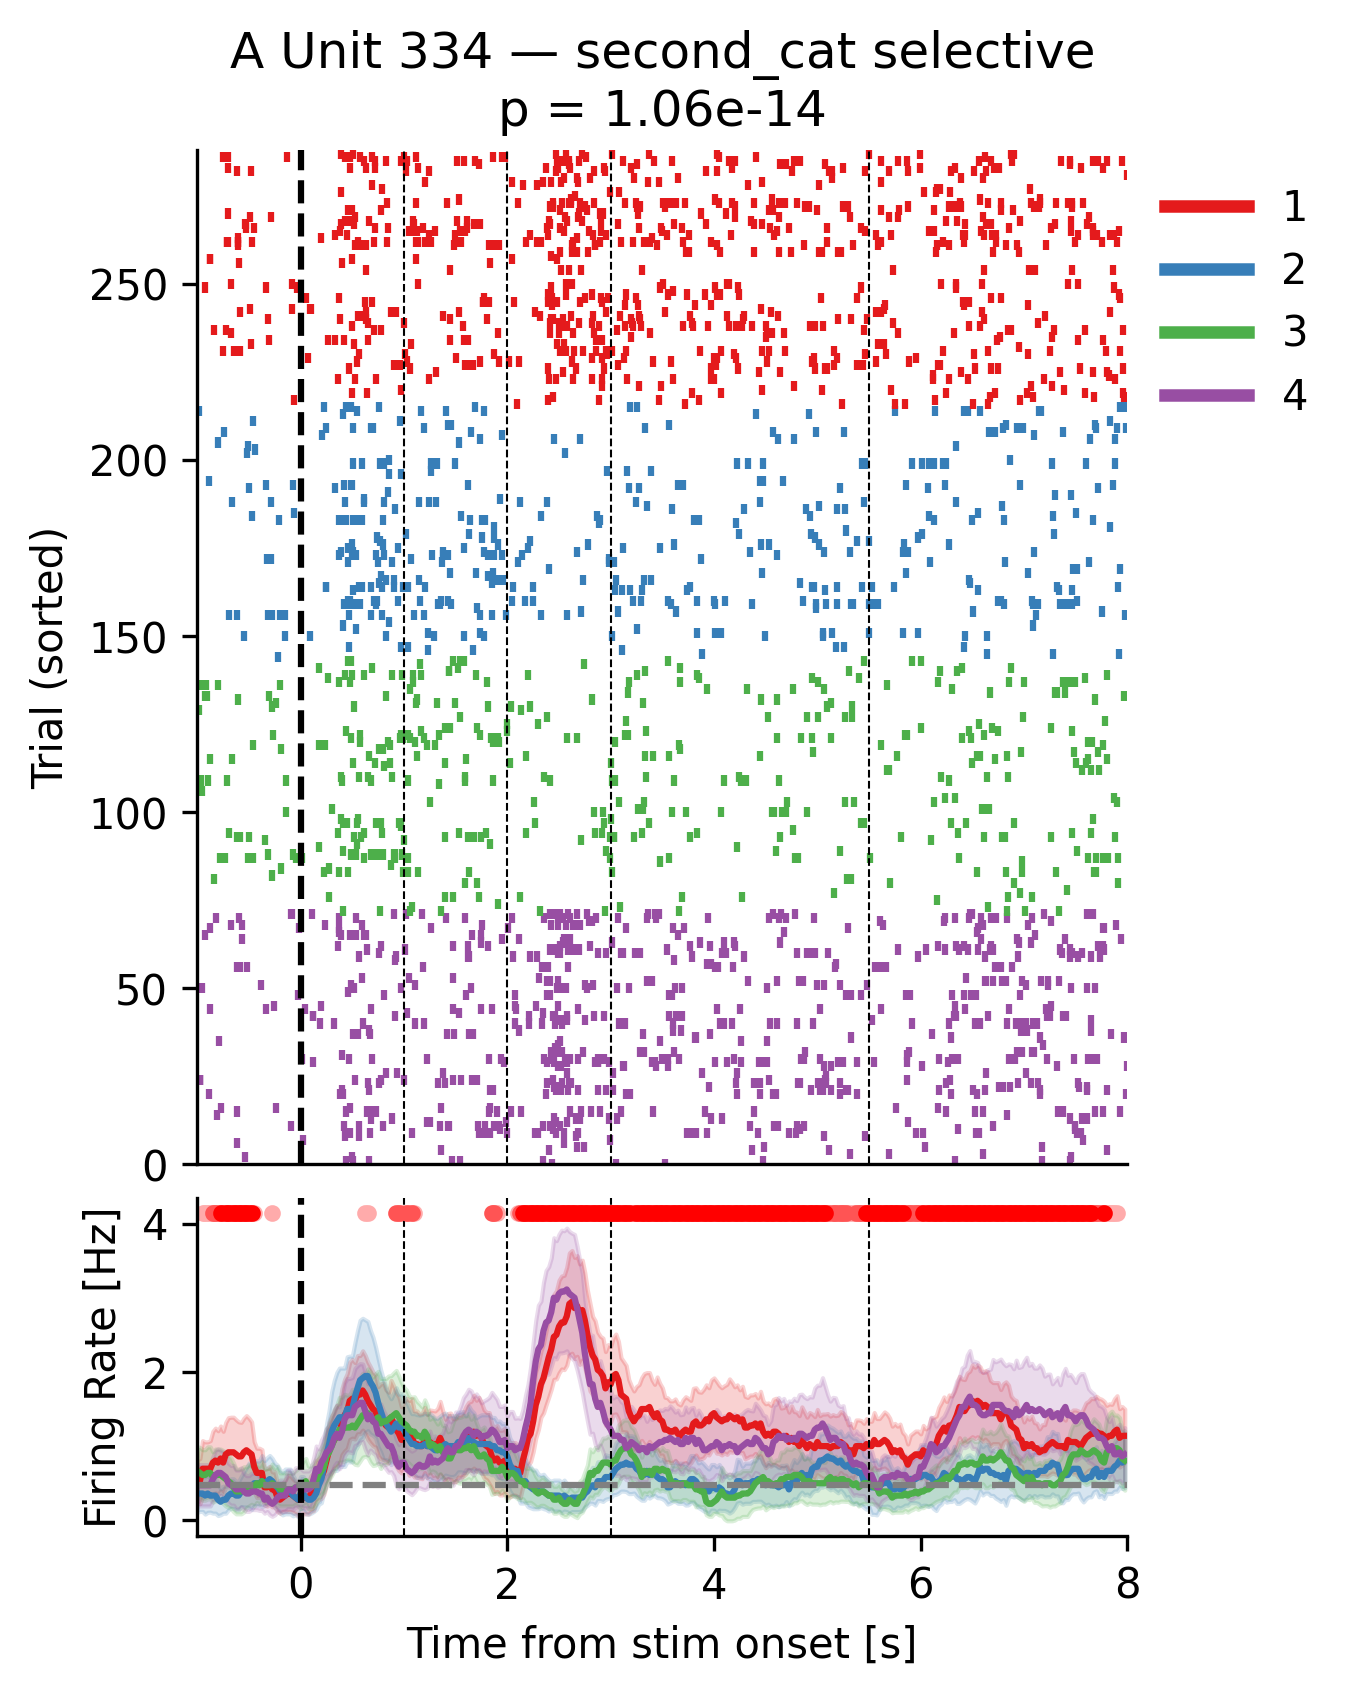 A Unit 334 — second_cat selective
p = 1.06e-14
1
2
3
4
250
200
150
100
50
0
Trial (sorted)
4
2
0
Firing Rate [Hz]
0 2 4 6 8
Time from stim onset [s]